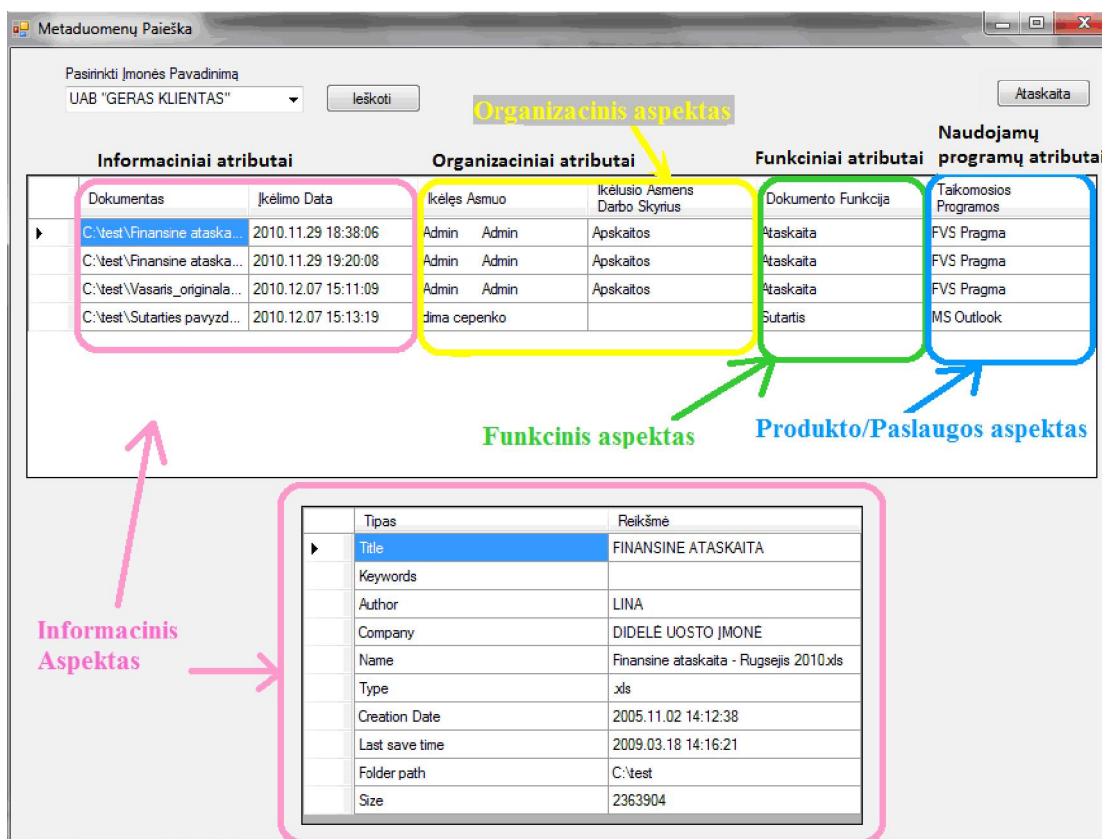 Metaduomenų Paieška
Pasirinkti Įmonės Pavadinimą
UAB "GERAS KLIENTAS"
Ieškoti
Ataskaita
Organizacinis aspektas
Informaciniai atributai
Organizaciniai atributai
Funkciniai atributai
Naudojamų
programų atributai
Dokumentas
Įkėlimo Data
Įkėlęs Asmuo
Įkėlusio Asmens
Darbo Skyrius
Dokumento Funkcija
Taikomosios
Programos
C:\test\Finansine ataska... 2010.11.29 18:38:06 Admin Admin Apskaitos Ataskaita FVS Pragma
C:\test\Finansine ataska... 2010.11.29 19:20:08 Admin Admin Apskaitos Ataskaita FVS Pragma
C:\test\Vasaris_originala... 2010.12.07 15:11:09 Admin Admin Apskaitos Ataskaita FVS Pragma
C:\test\Sutarties pavyzd... 2010.12.07 15:13:19 dima cepenko Sutartis MS Outlook
Funkcinis aspektas
Produkto/Paslaugos aspektas
Informacinis
Aspektas
Tipas Reikšmė
Title FINANSINE ATASKAITA
Keywords
Author LINA
Company DIDELĖ UOSTO ĮMONĖ
Name Finansine ataskaita - Rugsejis 2010.xls
Type .xls
Creation Date 2005.11.02 14:12:38
Last save time 2009.03.18 14:16:21
Folder path C:\test
Size 2363904